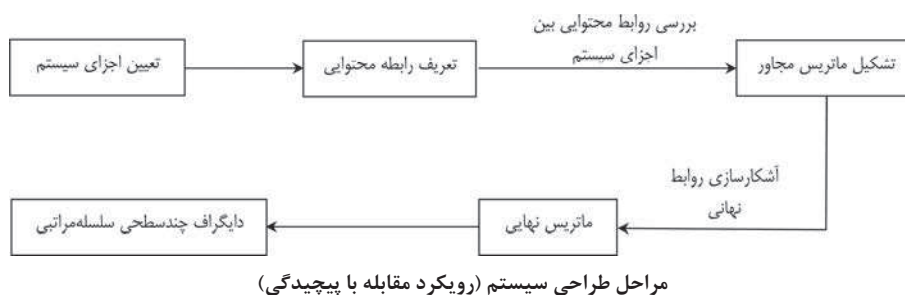 تعیین اجزای سیستم
تعریف رابطه محتوایی
بررسی روابط محتوایی بین
اجزای سیستم
تشکیل ماتریس مجاور
آشکارسازی روابط
نهانی
ماتریس نهایی
دایگراف چندسطحی سلسله‌مراتبی
مراحل طراحی سیستم (رویکرد مقابله با پیچیدگی)